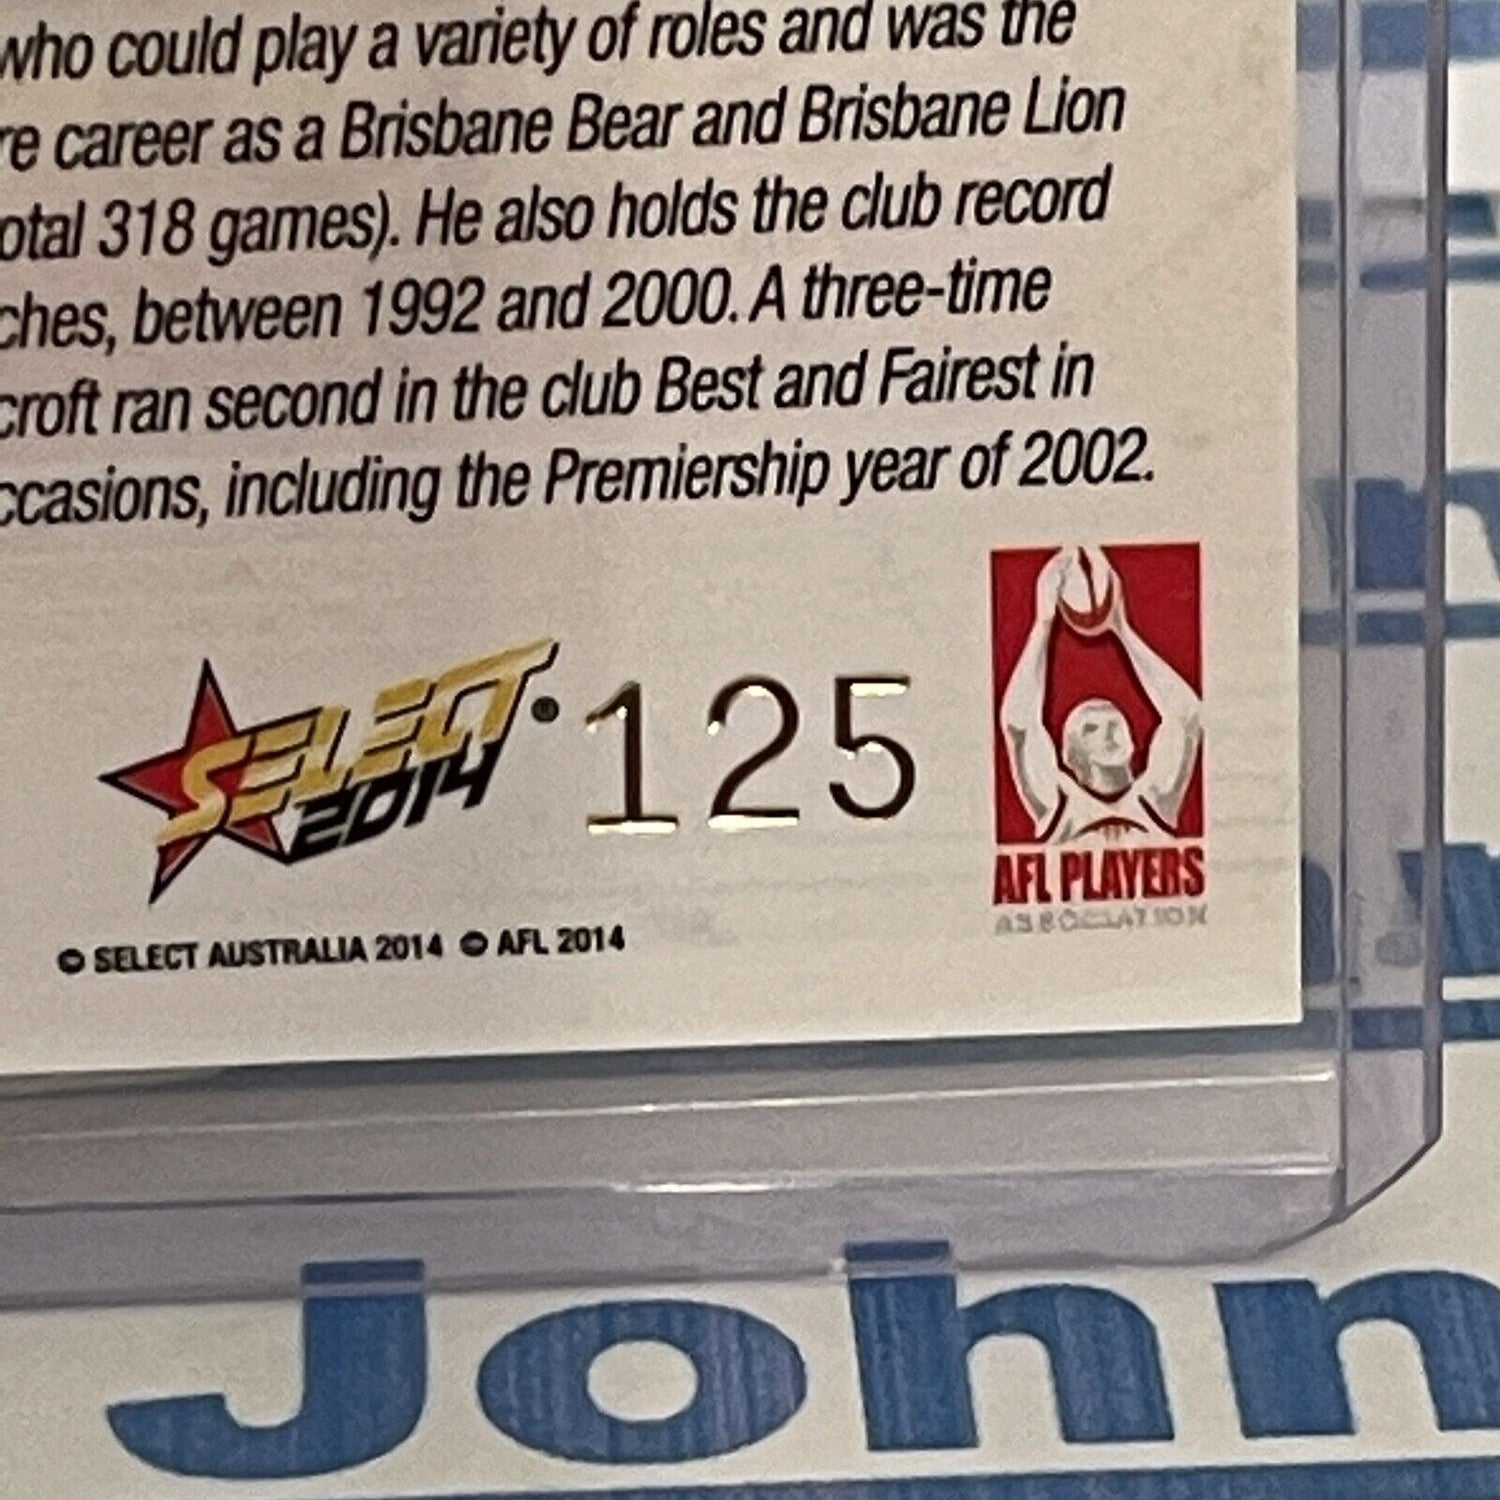 who could play a variety of roles and was the
re career as a Brisbane Bear and Brisbane Lion
otal 318 games). He also holds the club record
ches, between 1992 and 2000. A three-time
croft ran second in the club Best and Fairest in
ccasions, including the Premiership year of 2002.
SELECT® 125
2014
AFL PLAYERS
ASSOCIATION
© SELECT AUSTRALIA 2014 © AFL 2014
John